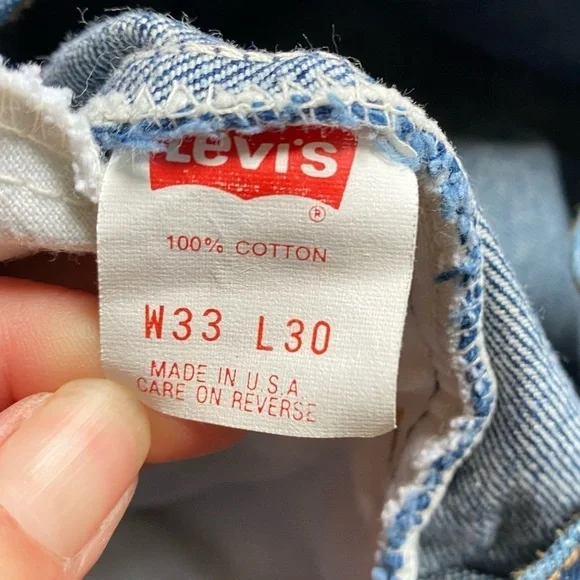 Levi's
®
100% COTTON
W33 L30
MADE IN U.S.A
CARE ON REVERSE